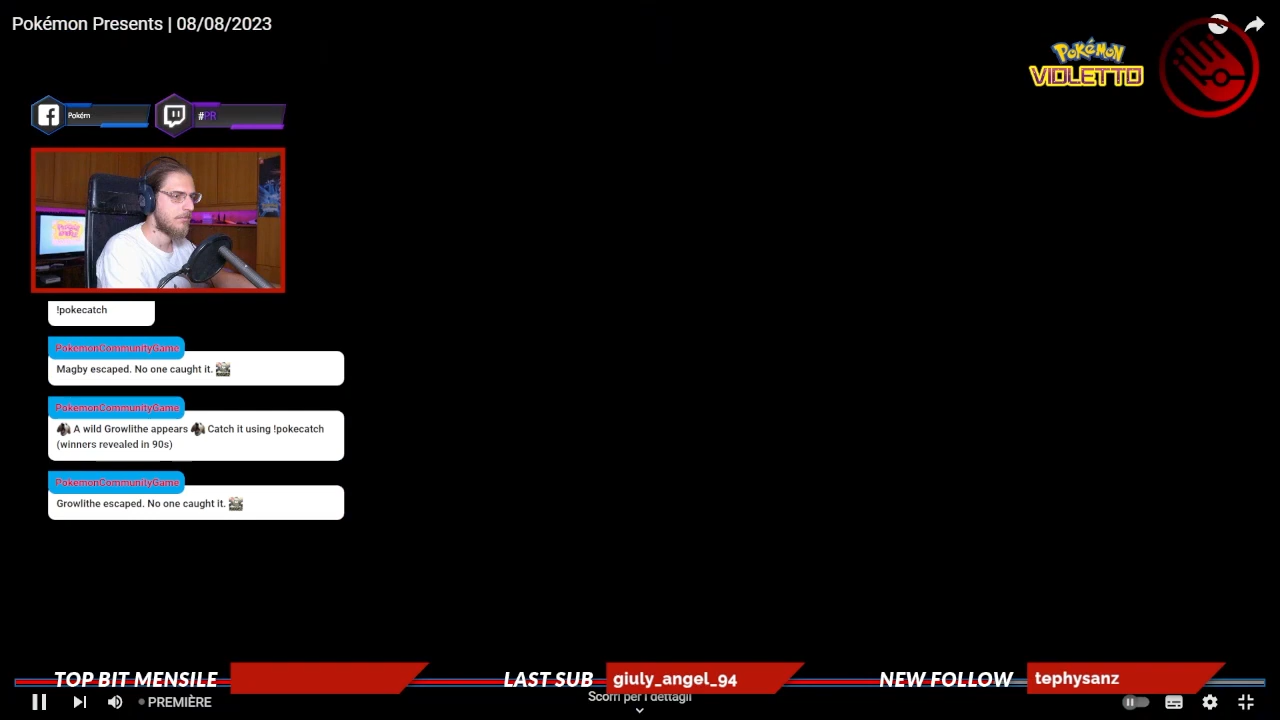 Pokémon Presents | 08/08/2023
POKéMON
VIOLETTO
Pokém
#PR
!pokecatch
PokemonCommunityGame
Magby escaped. No one caught it.
PokemonCommunityGame
A wild Growlithe appears Catch it using !pokecatch
(winners revealed in 90s)
PokemonCommunityGame
Growlithe escaped. No one caught it.
TOP BIT MENSILE
LAST SUB giuly_angel_94
NEW FOLLOW tephysanz
Scorri per i dettagli
PREMIÈRE